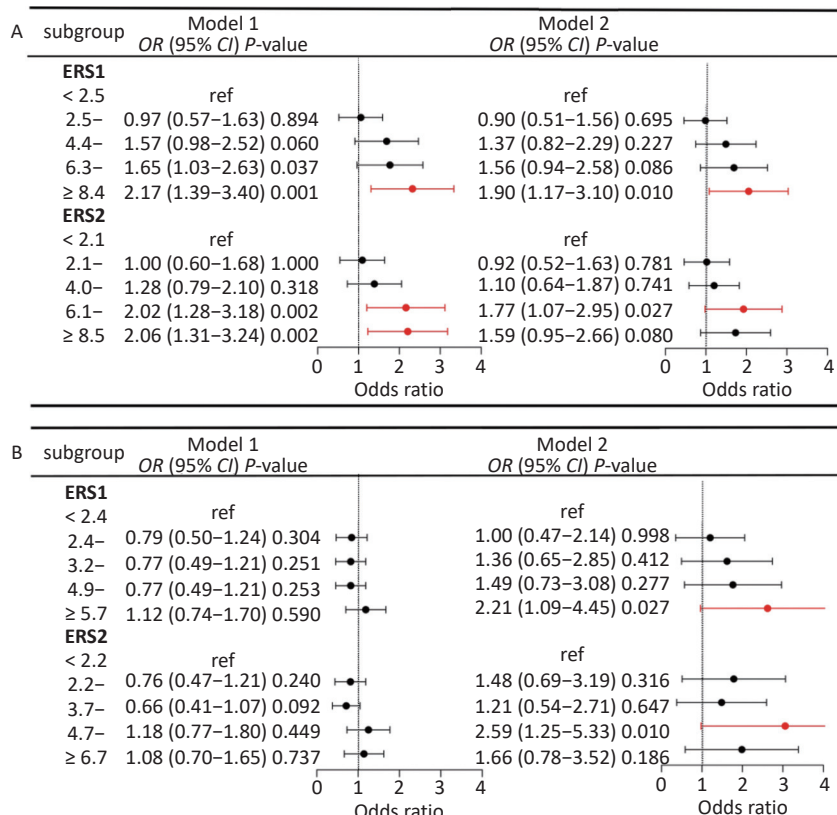 A subgroup Model 1 Model 2
OR (95% CI) P-value OR (95% CI) P-value
ERS1
< 2.5 ref ref
2.5− 0.97 (0.57−1.63) 0.894 0.90 (0.51−1.56) 0.695
4.4− 1.57 (0.98−2.52) 0.060 1.37 (0.82−2.29) 0.227
6.3− 1.65 (1.03−2.63) 0.037 1.56 (0.94−2.58) 0.086
≥ 8.4 2.17 (1.39−3.40) 0.001 1.90 (1.17−3.10) 0.010
ERS2
< 2.1 ref ref
2.1− 1.00 (0.60−1.68) 1.000 0.92 (0.52−1.63) 0.781
4.0− 1.28 (0.79−2.10) 0.318 1.10 (0.64−1.87) 0.741
6.1− 2.02 (1.28−3.18) 0.002 1.77 (1.07−2.95) 0.027
≥ 8.5 2.06 (1.31−3.24) 0.002 1.59 (0.95−2.66) 0.080
0 1 2 3 4 0 1 2 3 4
Odds ratio Odds ratio
B subgroup Model 1 Model 2
OR (95% CI) P-value OR (95% CI) P-value
ERS1
< 2.4 ref ref
2.4− 0.79 (0.50−1.24) 0.304 1.00 (0.47−2.14) 0.998
3.2− 0.77 (0.49−1.21) 0.251 1.36 (0.65−2.85) 0.412
4.9− 0.77 (0.49−1.21) 0.253 1.49 (0.73−3.08) 0.277
≥ 5.7 1.12 (0.74−1.70) 0.590 2.21 (1.09−4.45) 0.027
ERS2
< 2.2 ref ref
2.2− 0.76 (0.47−1.21) 0.240 1.48 (0.69−3.19) 0.316
3.7− 0.66 (0.41−1.07) 0.092 1.21 (0.54−2.71) 0.647
4.7− 1.18 (0.77−1.80) 0.449 2.59 (1.25−5.33) 0.010
≥ 6.7 1.08 (0.70−1.65) 0.737 1.66 (0.78−3.52) 0.186
0 1 2 3 4 0 1 2 3 4
Odds ratio Odds ratio